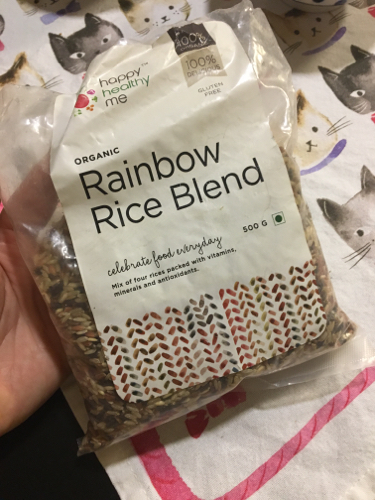 happy™
healthy
me
100%
100%
GLUTEN
FREE
ORGANIC
Rainbow
Rice Blend
500 G
celebrate food everyday
Mix of four rices packed with vitamins,
minerals and antioxidants.